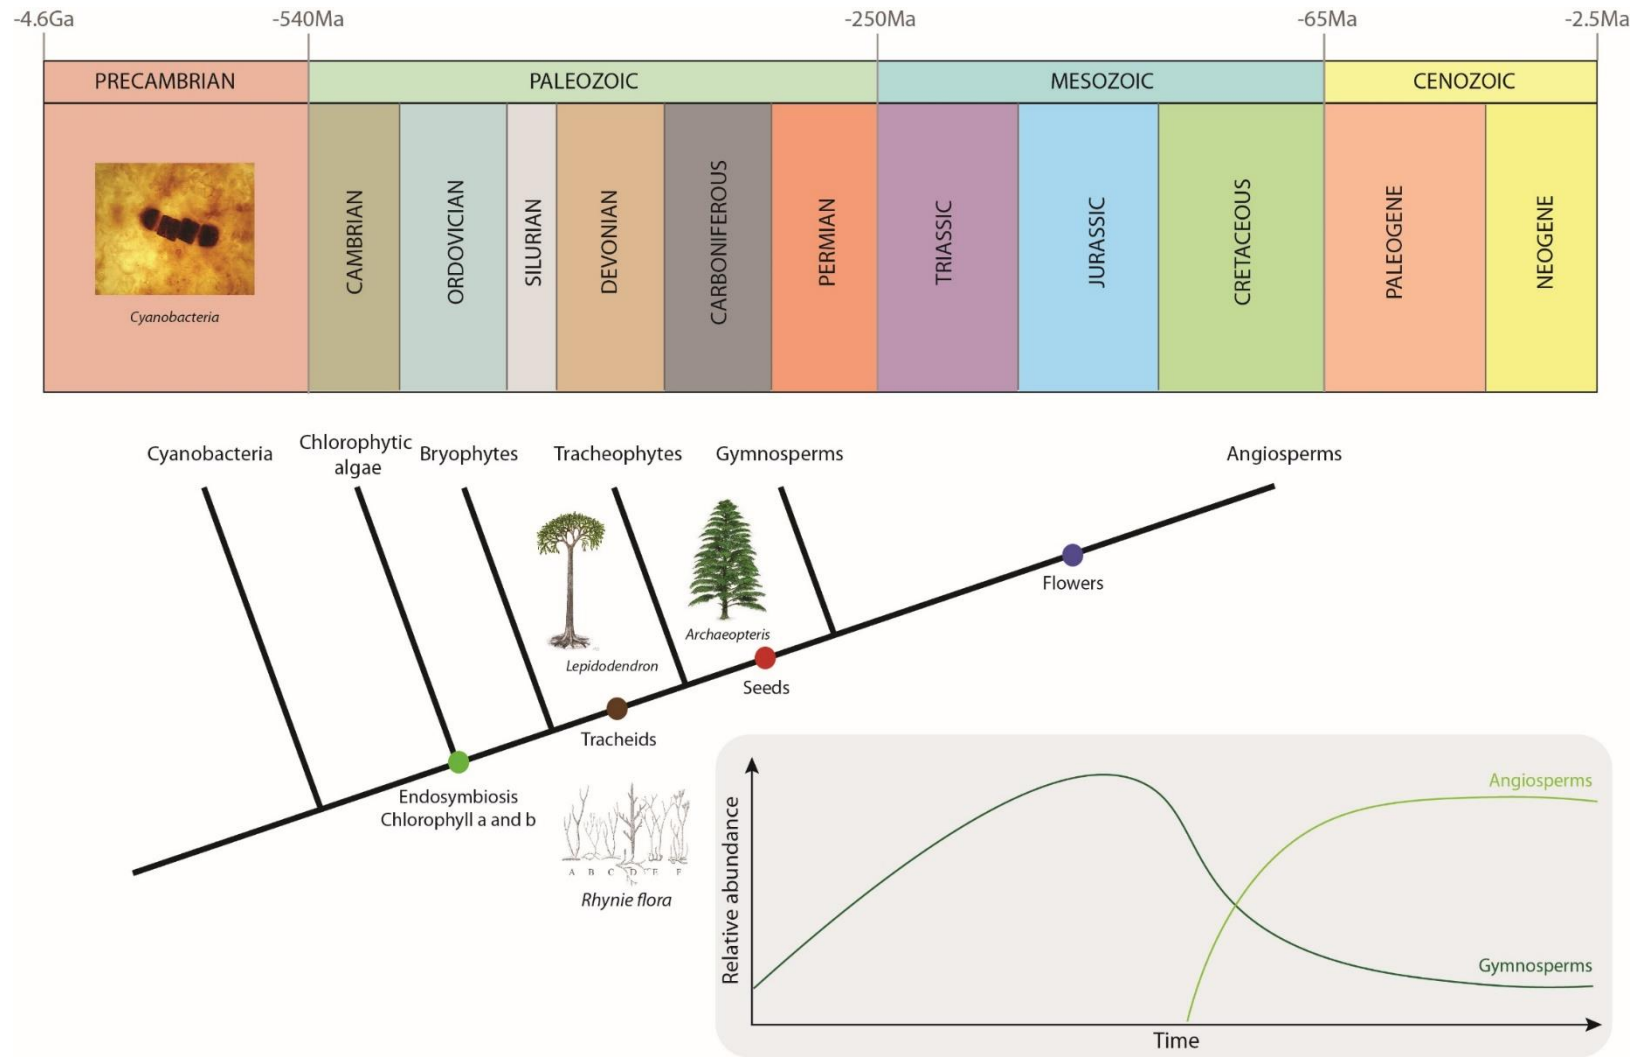 -4.6Ga -540Ma -250Ma -65Ma -2.5Ma
PRECAMBRIAN PALEOZOIC MESOZOIC CENOZOIC
CAMBRIAN
ORDOVICIAN
SILURIAN
DEVONIAN
CARBONIFEROUS
PERMIAN
TRIASSIC
JURASSIC
CRETACEOUS
PALEOGENE
NEOGENE
Cyanobacteria
Cyanobacteria
Chlorophytic
algae
Bryophytes
Tracheophytes
Gymnosperms
Angiosperms
Flowers
Archaeopteris
Lepidodendron
Seeds
Tracheids
Endosymbiosis
Chlorophyll a and b
A B C D E F
Rhynie flora
Relative abundance
Angiosperms
Gymnosperms
Time